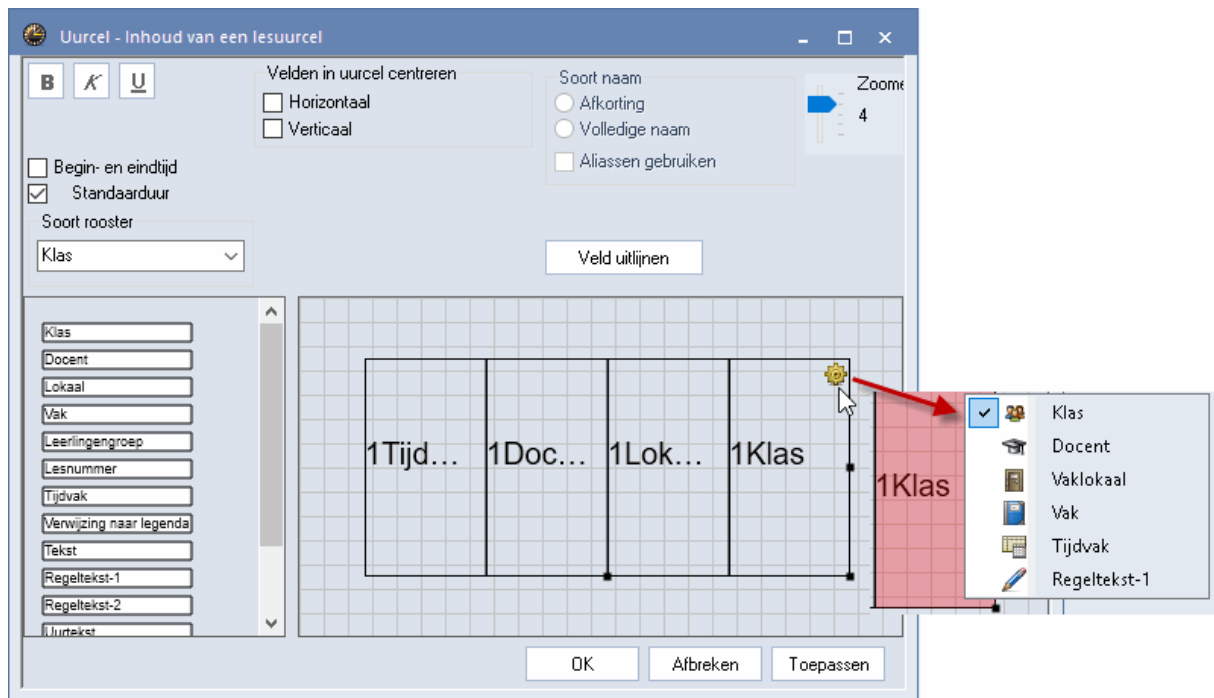 Uurcel - Inhoud van een lesuurcel
B K U
Velden in uurcel centreren
Horizontaal
Verticaal
Soort naam
Afkorting
Volledige naam
Aliassen gebruiken
Zoome
4
Begin- en eindtijd
Standaarduur
Soort rooster
Klas
Veld uitlijnen
Klas
Docent
Lokaal
Vak
Leerlingengroep
Lesnummer
Tijdvak
Verwijzing naar legenda
Tekst
Regeltekst-1
Regeltekst-2
Uurtekst
1Tijd... 1Doc... 1Lok... 1Klas
1Klas
Klas
Docent
Vaklokaal
Vak
Tijdvak
Regeltekst-1
OK Afbreken Toepassen